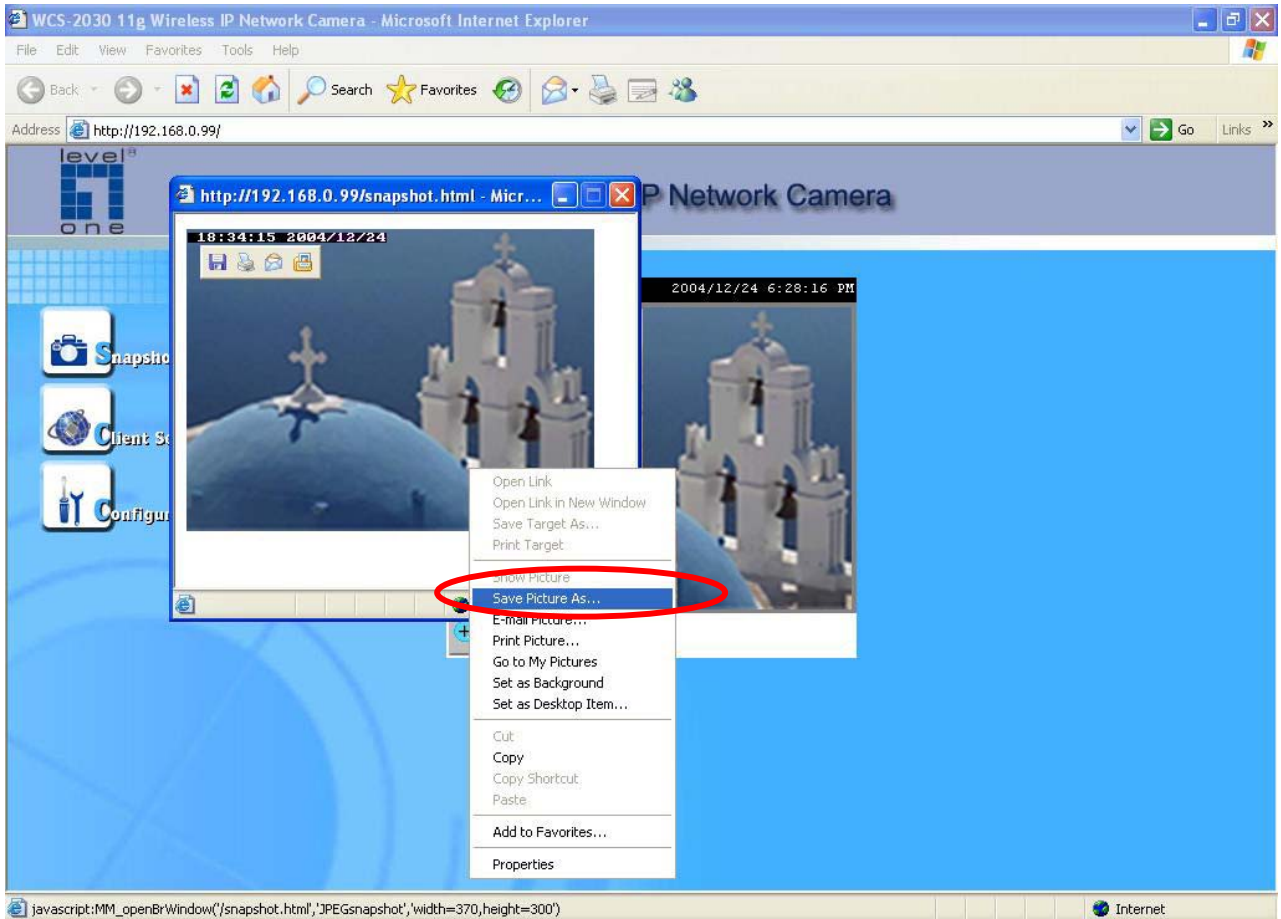 WCS-2030 11g Wireless IP Network Camera - Microsoft Internet Explorer
File Edit View Favorites Tools Help
Back Search Favorites
Address http://192.168.0.99/ Go Links »
level®
one
P Network Camera
http://192.168.0.99/snapshot.html - Micr...
18:34:15 2004/12/24
2004/12/24 6:28:16 PM
Snapsho
Client Se
Configu
Open Link
Open Link in New Window
Save Target As...
Print Target
Show Picture
Save Picture As...
E-mail Picture...
Print Picture...
Go to My Pictures
Set as Background
Set as Desktop Item...
Cut
Copy
Copy Shortcut
Paste
Add to Favorites...
Properties
javascript:MM_openBrWindow('/snapshot.html','JPEGsnapshot','width=370,height=300') Internet